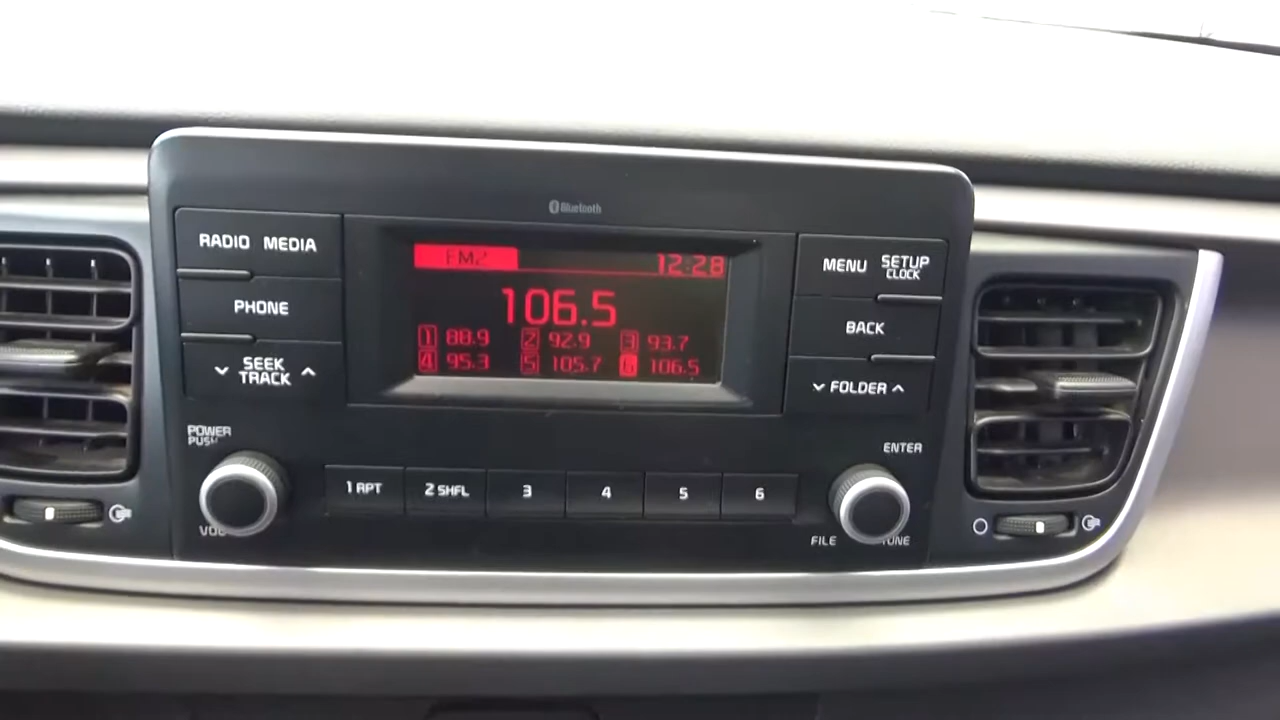 Bluetooth
RADIO MEDIA
PHONE
SEEK
TRACK
POWER
PUSH
VOL
FM2 12:28
106.5
1 88.9 2 92.9 3 93.7
4 95.3 5 105.7 6 106.5
MENU SETUP
CLOCK
BACK
FOLDER
ENTER
1 RPT 2 SHFL 3 4 5 6
FILE TUNE